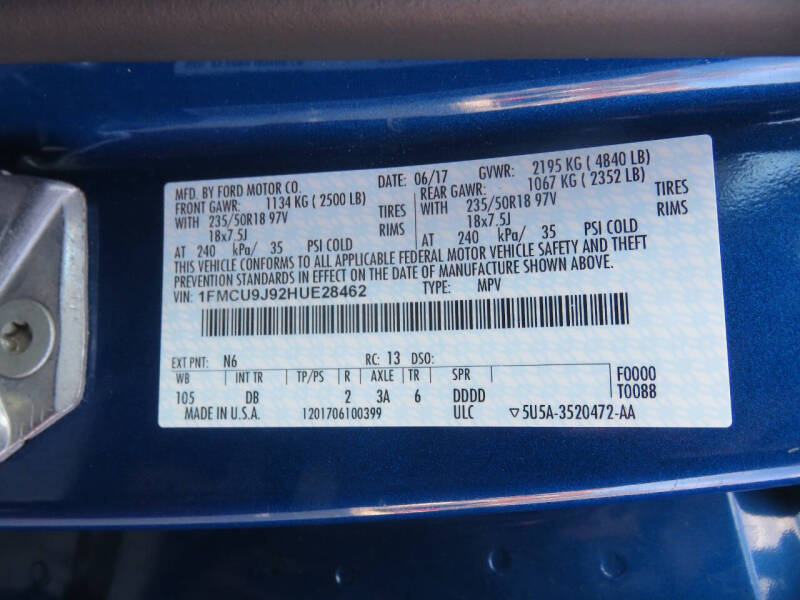 MFD. BY FORD MOTOR CO. DATE: 06/17 GVWR: 2195 KG ( 4840 LB)
FRONT GAWR: 1134 KG ( 2500 LB) REAR GAWR: 1067 KG ( 2352 LB)
WITH 235/50R18 97V TIRES WITH 235/50R18 97V TIRES
18x7.5J RIMS 18x7.5J RIMS
AT 240 kPa/ 35 PSI COLD AT 240 kPa/ 35 PSI COLD
THIS VEHICLE CONFORMS TO ALL APPLICABLE FEDERAL MOTOR VEHICLE SAFETY AND THEFT
PREVENTION STANDARDS IN EFFECT ON THE DATE OF MANUFACTURE SHOWN ABOVE.
VIN: 1FMCU9J92HUE28462 TYPE: MPV
EXT PNT: N6 RC: 13 DSO: F0000
WB INT TR TP/PS R AXLE TR SPR T0088
105 DB 2 3A 6 DDDD
MADE IN U.S.A. 1201706100399 ULC ▽5U5A-3520472-AA